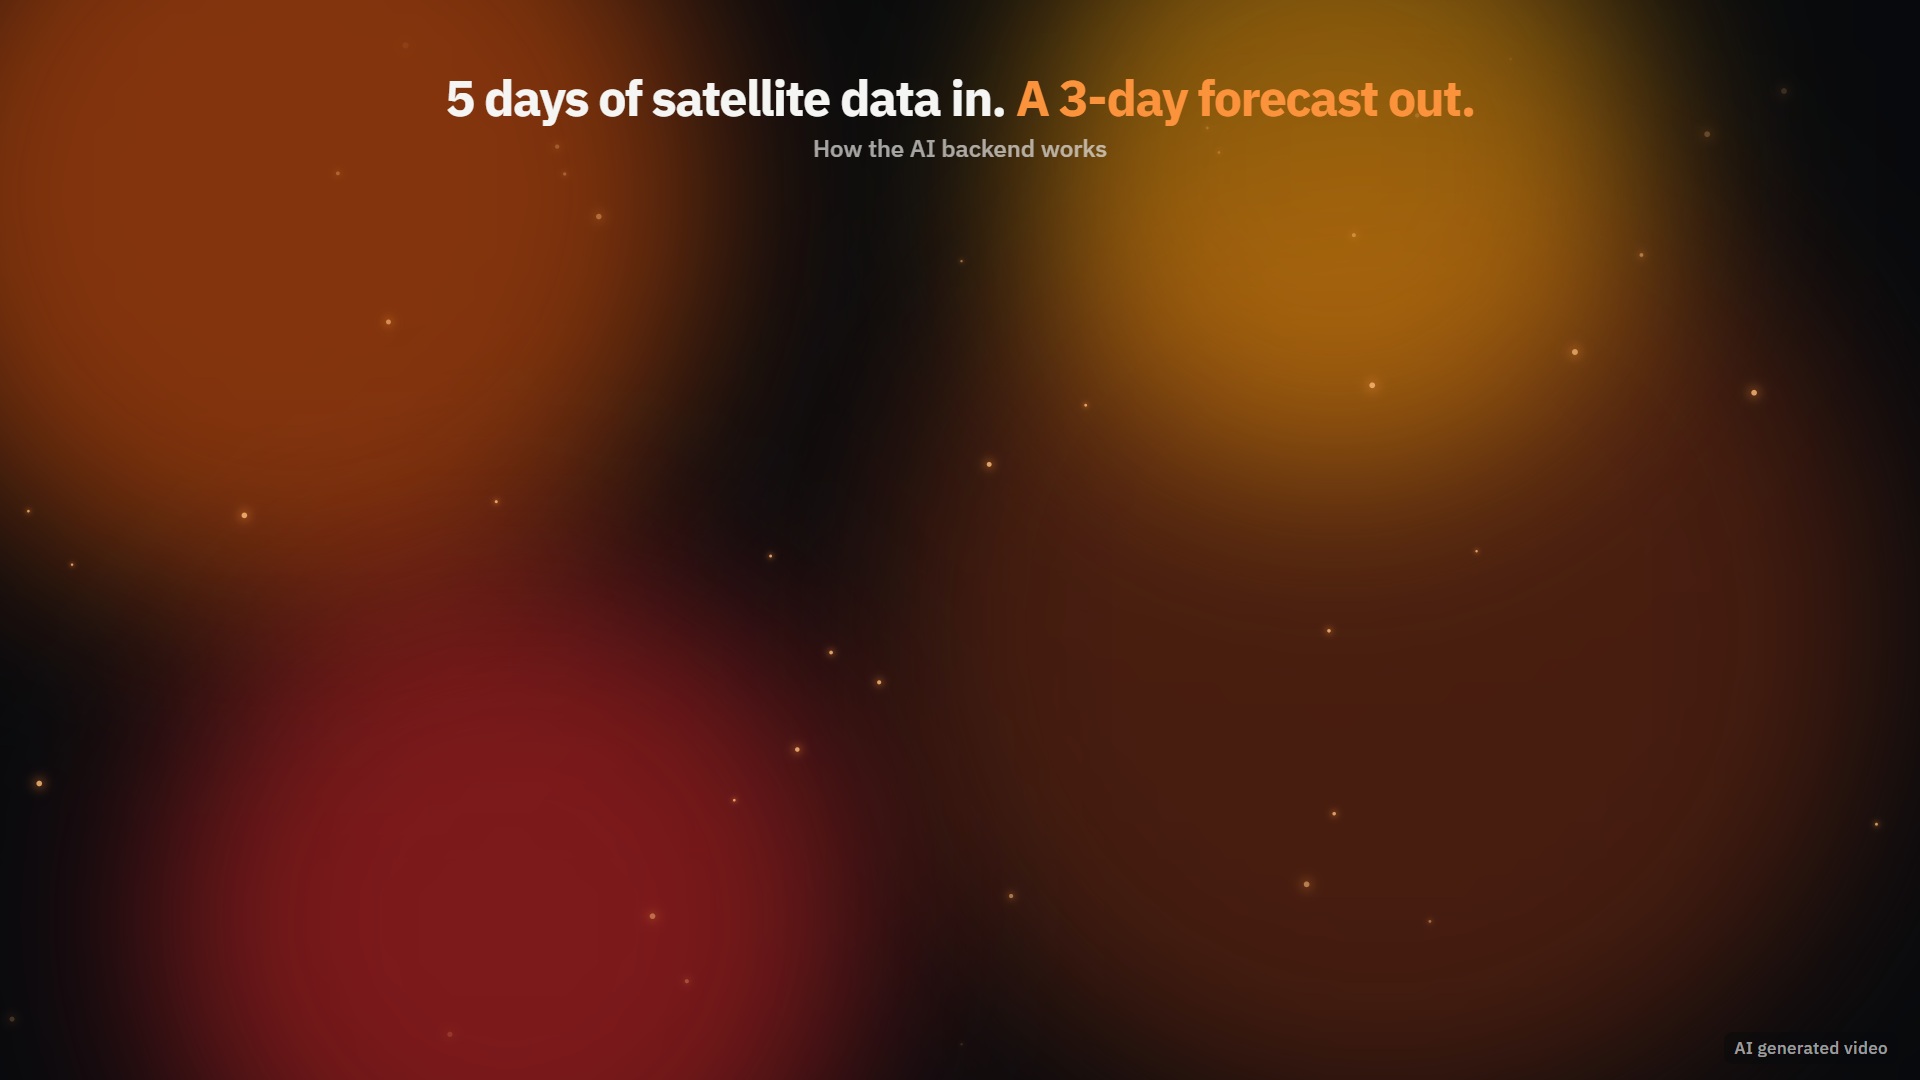 5 days of satellite data in. A 3-day forecast out.
How the AI backend works
AI generated video